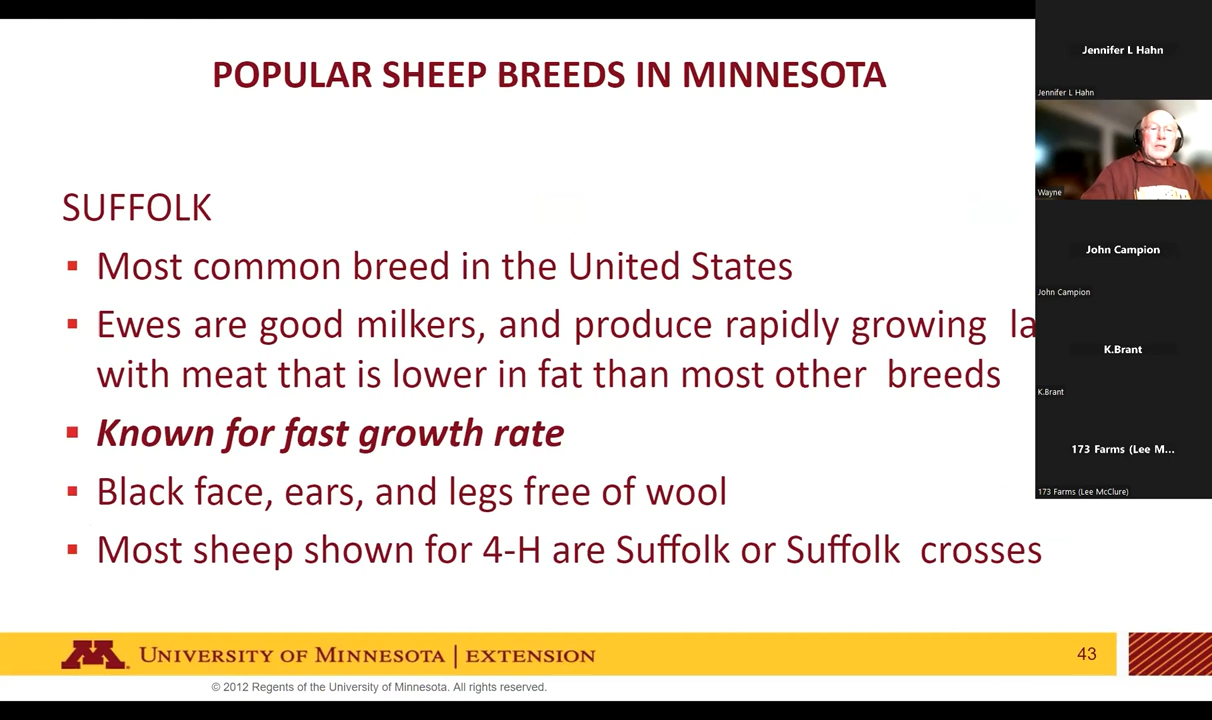 POPULAR SHEEP BREEDS IN MINNESOTA
SUFFOLK
▪ Most common breed in the United States
▪ Ewes are good milkers, and produce rapidly growing la
with meat that is lower in fat than most other breeds
▪ Known for fast growth rate
▪ Black face, ears, and legs free of wool
▪ Most sheep shown for 4-H are Suffolk or Suffolk crosses
M UNIVERSITY OF MINNESOTA | EXTENSION
43
© 2012 Regents of the University of Minnesota. All rights reserved.
Jennifer L Hahn
Jennifer L Hahn
Wayne
John Campion
John Campion
K.Brant
K.Brant
173 Farms (Lee M...
173 Farms (Lee McClure)